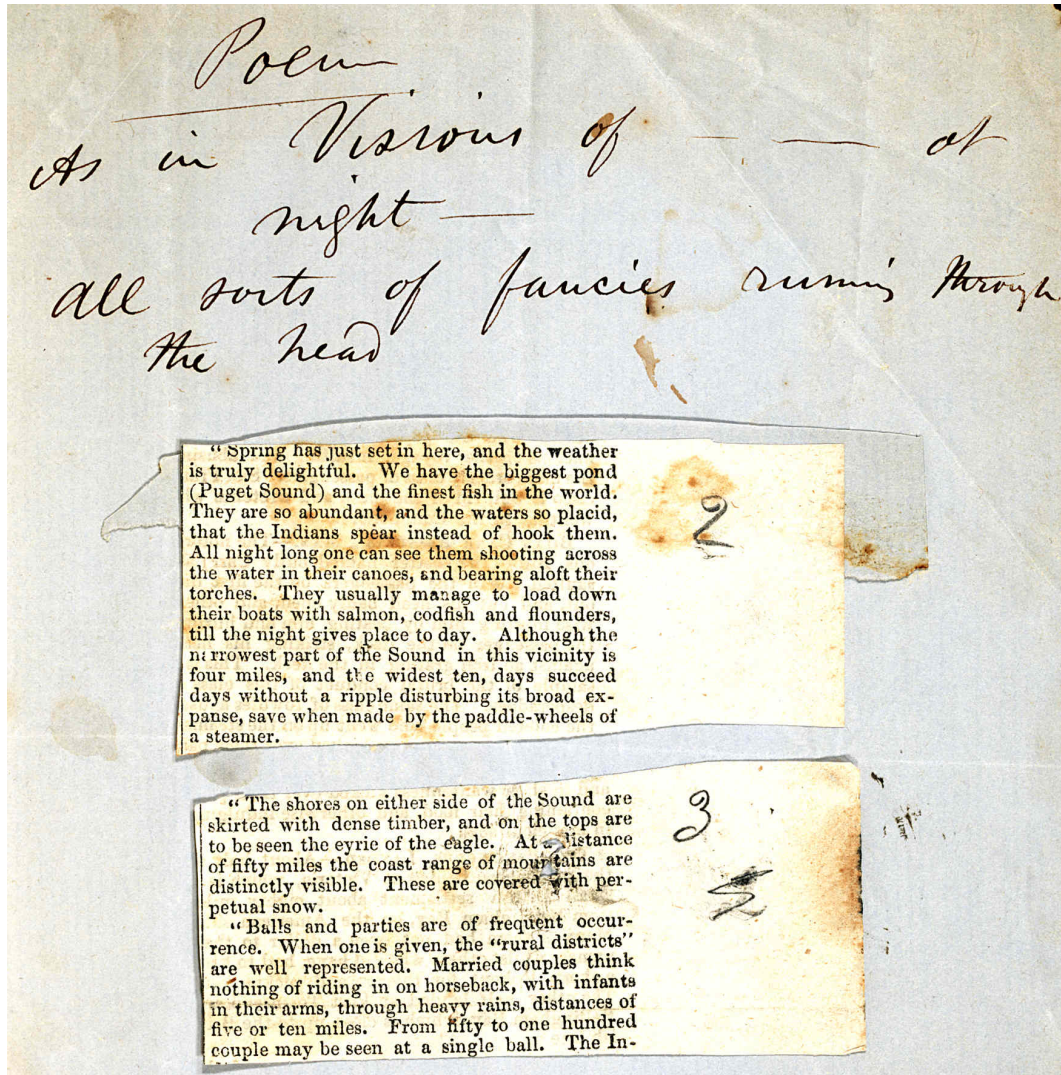 Poem
As in Visions of — — at
night —
All sorts of fancies running through
the head
"Spring has just set in here, and the weather
is truly delightful. We have the biggest pond
(Puget Sound) and the finest fish in the world.
They are so abundant, and the waters so placid,
that the Indians spear instead of hook them.
All night long one can see them shooting across
the water in their canoes, and bearing aloft their
torches. They usually manage to load down
their boats with salmon, codfish and flounders,
till the night gives place to day. Although the
narrowest part of the Sound in this vicinity is
four miles, and the widest ten, days succeed
days without a ripple disturbing its broad ex-
panse, save when made by the paddle-wheels of
a steamer.
2
"The shores on either side of the Sound are
skirted with dense timber, and on the tops are
to be seen the eyrie of the eagle. At a distance
of fifty miles the coast range of mountains are
distinctly visible. These are covered with per-
petual snow.
"Balls and parties are of frequent occur-
rence. When one is given, the "rural districts"
are well represented. Married couples think
nothing of riding in on horseback, with infants
in their arms, through heavy rains, distances of
five or ten miles. From fifty to one hundred
couple may be seen at a single ball. The In-
3